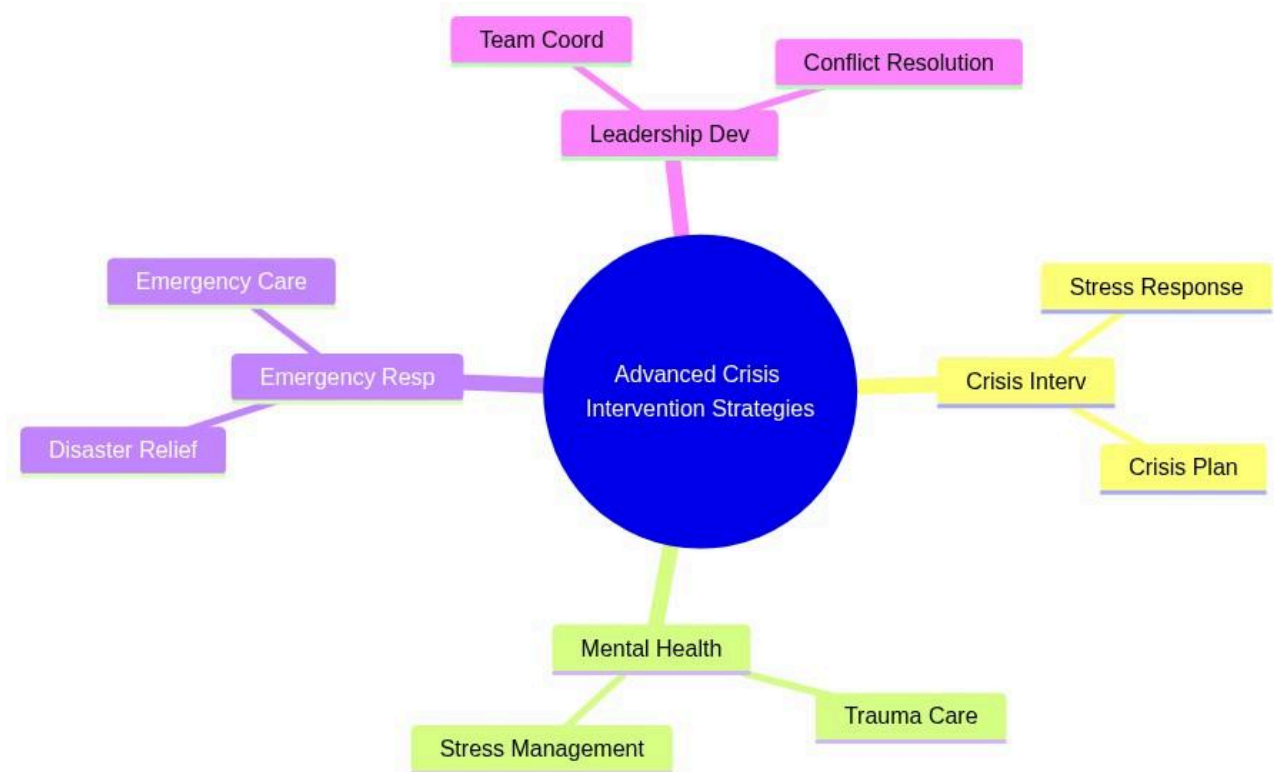 Team Coord
Conflict Resolution
Leadership Dev
Emergency Care
Stress Response
Emergency Resp
Advanced Crisis
Intervention Strategies
Crisis Interv
Disaster Relief
Crisis Plan
Mental Health
Trauma Care
Stress Management